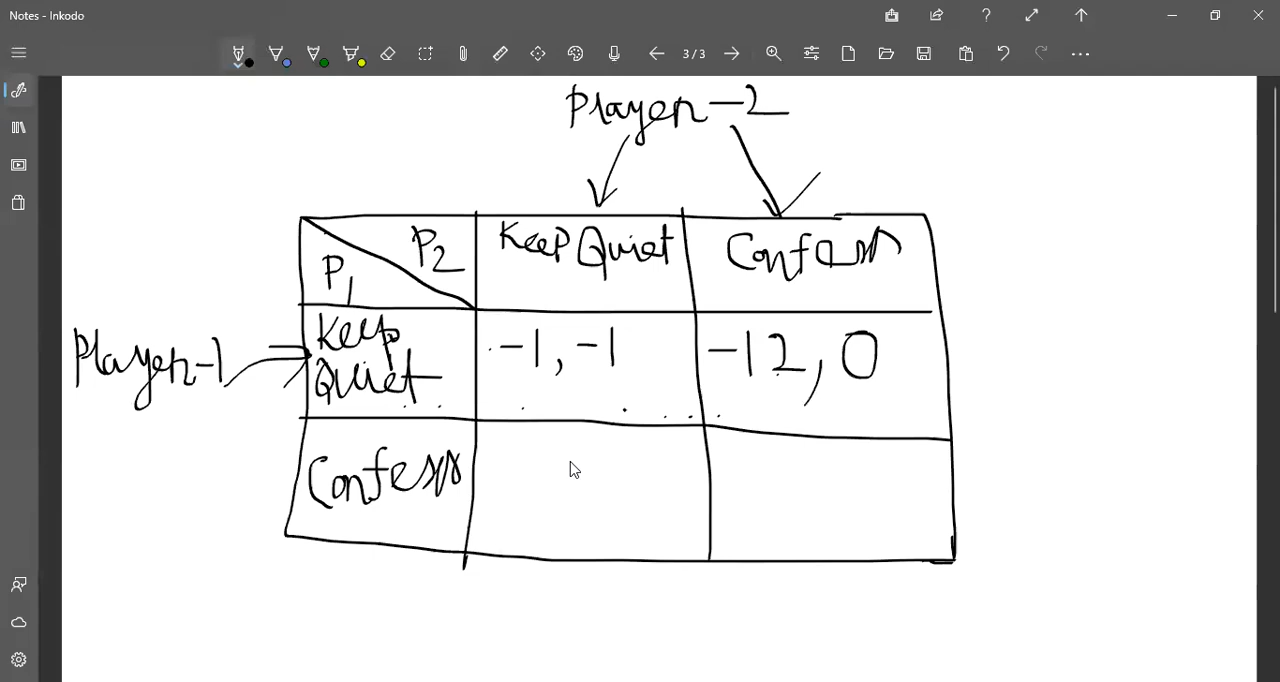 Notes - Inkodo
3/3
Player-2
P2
P1
Keep Quiet
Confess
Player-1
Keep
Quiet
-1, -1
-12, 0
Confess